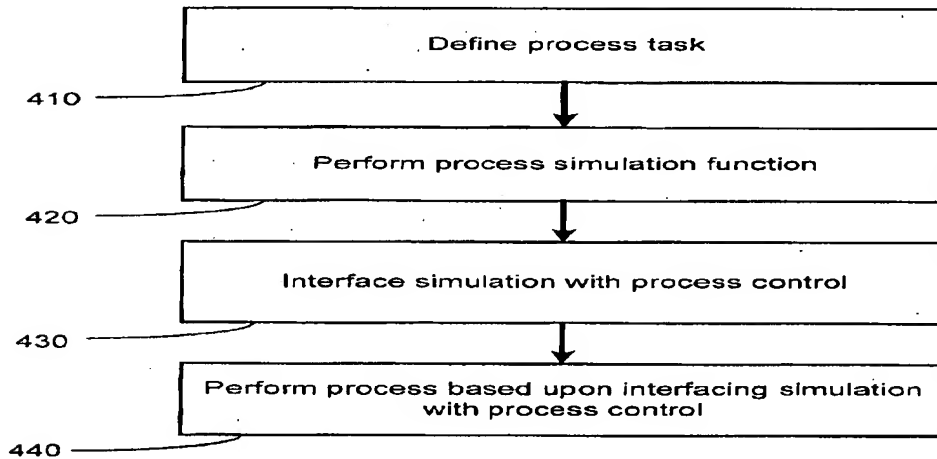 Define process task
410
Perform process simulation function
420
Interface simulation with process control
430
Perform process based upon interfacing simulation
with process control
440